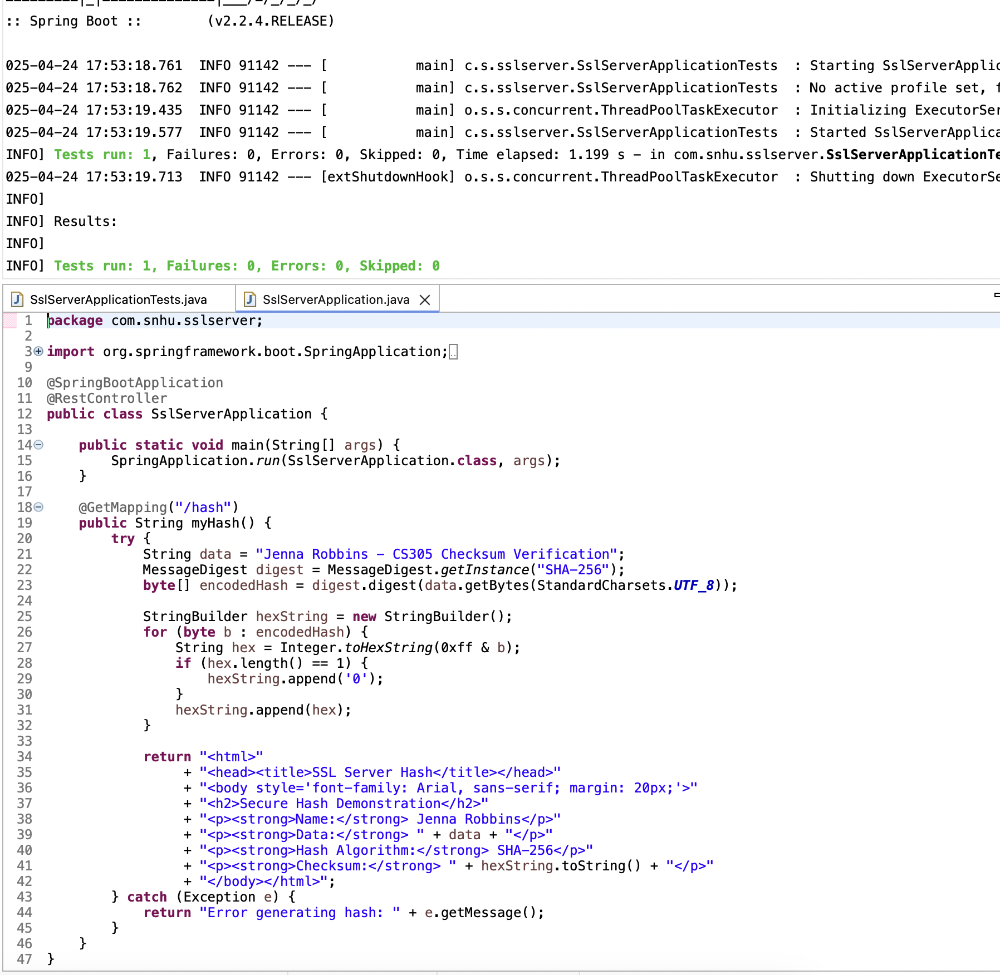 :: Spring Boot ::        (v2.2.4.RELEASE)
025-04-24 17:53:18.761  INFO 91142 --- [           main] c.s.sslserver.SslServerApplicationTests  : Starting SslServerApplic
025-04-24 17:53:18.762  INFO 91142 --- [           main] c.s.sslserver.SslServerApplicationTests  : No active profile set, f
025-04-24 17:53:19.435  INFO 91142 --- [           main] o.s.s.concurrent.ThreadPoolTaskExecutor  : Initializing ExecutorSer
025-04-24 17:53:19.577  INFO 91142 --- [           main] c.s.sslserver.SslServerApplicationTests  : Started SslServerApplica
INFO] Tests run: 1, Failures: 0, Errors: 0, Skipped: 0, Time elapsed: 1.199 s - in com.snhu.sslserver.SslServerApplicationTe
025-04-24 17:53:19.713  INFO 91142 --- [extShutdownHook] o.s.s.concurrent.ThreadPoolTaskExecutor  : Shutting down ExecutorSe
INFO]
INFO] Results:
INFO]
INFO] Tests run: 1, Failures: 0, Errors: 0, Skipped: 0
SslServerApplicationTests.java   SslServerApplication.java
1 package com.snhu.sslserver;
2
3 import org.springframework.boot.SpringApplication;
9
10 @SpringBootApplication
11 @RestController
12 public class SslServerApplication {
13
14     public static void main(String[] args) {
15         SpringApplication.run(SslServerApplication.class, args);
16     }
17
18     @GetMapping("/hash")
19     public String myHash() {
20         try {
21             String data = "Jenna Robbins - CS305 Checksum Verification";
22             MessageDigest digest = MessageDigest.getInstance("SHA-256");
23             byte[] encodedHash = digest.digest(data.getBytes(StandardCharsets.UTF_8));
24
25             StringBuilder hexString = new StringBuilder();
26             for (byte b : encodedHash) {
27                 String hex = Integer.toHexString(0xff & b);
28                 if (hex.length() == 1) {
29                     hexString.append('0');
30                 }
31                 hexString.append(hex);
32             }
33
34             return "<html>"
35                  + "<head><title>SSL Server Hash</title></head>"
36                  + "<body style='font-family: Arial, sans-serif; margin: 20px;'>"
37                  + "<h2>Secure Hash Demonstration</h2>"
38                  + "<p><strong>Name:</strong> Jenna Robbins</p>"
39                  + "<p><strong>Data:</strong> " + data + "</p>"
40                  + "<p><strong>Hash Algorithm:</strong> SHA-256</p>"
41                  + "<p><strong>Checksum:</strong> " + hexString.toString() + "</p>"
42                  + "</body></html>";
43         } catch (Exception e) {
44             return "Error generating hash: " + e.getMessage();
45         }
46     }
47 }